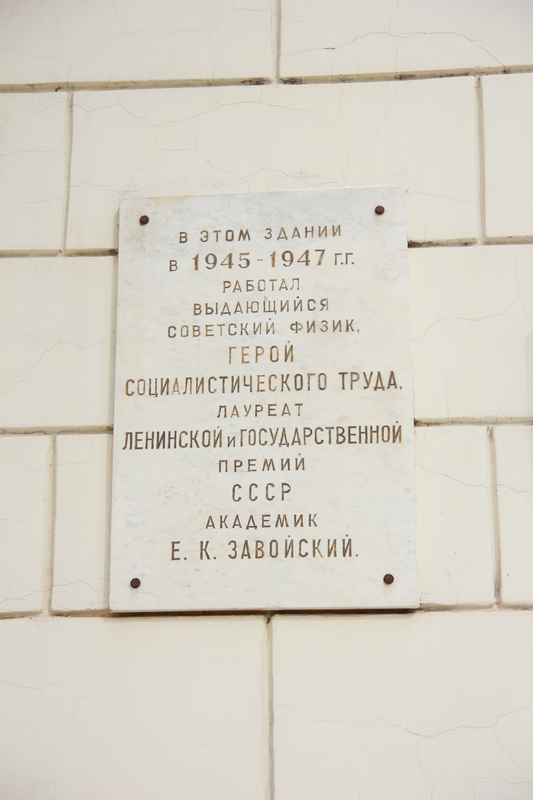 В ЭТОМ ЗДАНИИ
В 1945-1947 Г.Г.
РАБОТАЛ
ВЫДАЮЩИЙСЯ
СОВЕТСКИЙ ФИЗИК,
ГЕРОЙ
СОЦИАЛИСТИЧЕСКОГО ТРУДА,
ЛАУРЕАТ
ЛЕНИНСКОЙ и ГОСУДАРСТВЕННОЙ
ПРЕМИЙ
СССР
АКАДЕМИК
Е. К. ЗАВОЙСКИЙ.